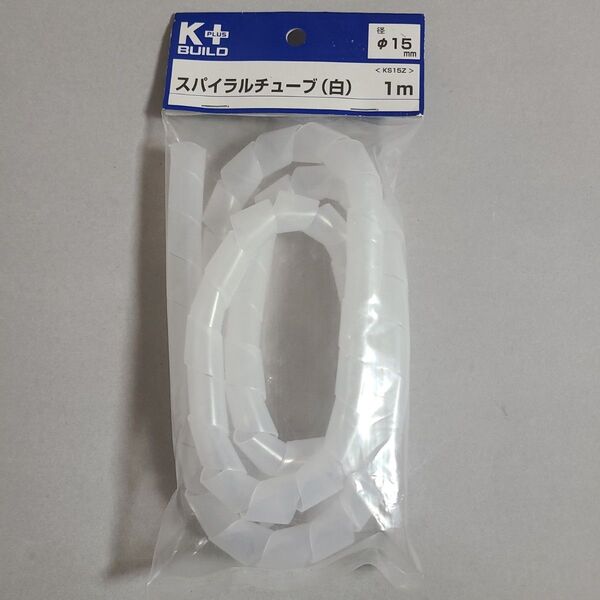 K+
PLUS
BUILD
径 φ15
mm
＜ KS15Z ＞
スパイラルチューブ(白) 1m